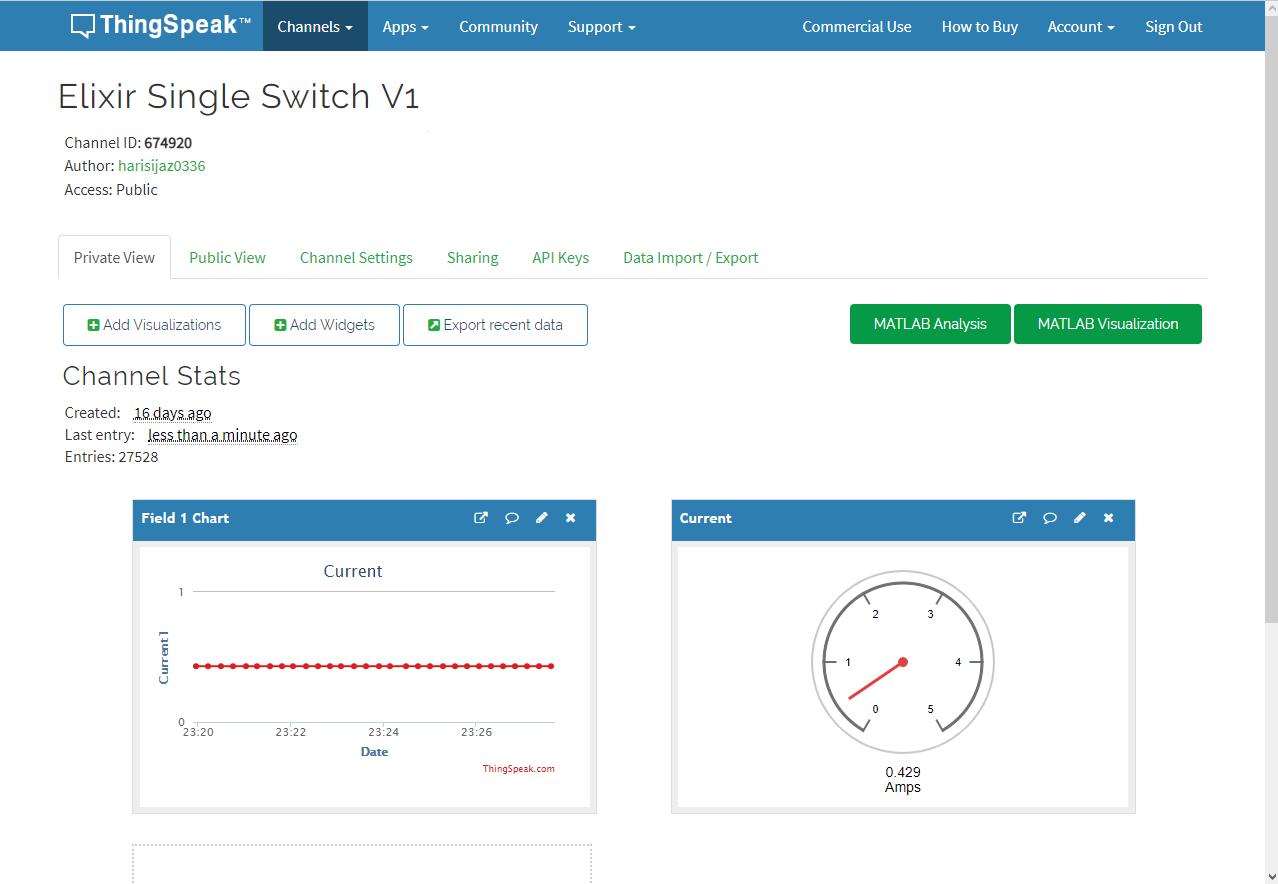 ThingSpeak™ Channels Apps Community Support Commercial Use How to Buy Account Sign Out
Elixir Single Switch V1
Channel ID: 674920
Author: harisijaz0336
Access: Public
Private View Public View Channel Settings Sharing API Keys Data Import / Export
Add Visualizations Add Widgets Export recent data MATLAB Analysis MATLAB Visualization
Channel Stats
Created: 16 days ago
Last entry: less than a minute ago
Entries: 27528
Field 1 Chart
Current
1
Current1
0
23:20 23:22 23:24 23:26
Date
ThingSpeak.com
Current
2 3
1 4
0 5
0.429
Amps